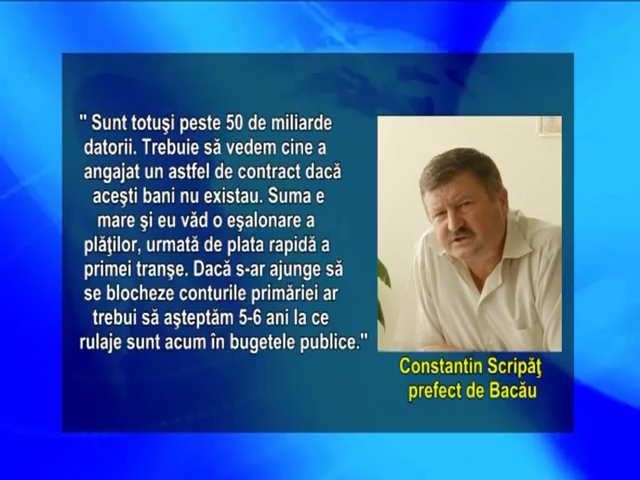 " Sunt totuşi peste 50 de miliarde
datorii. Trebuie să vedem cine a
angajat un astfel de contract dacă
aceşti bani nu existau. Suma e
mare şi eu văd o eşalonare a
plăţilor, urmată de plata rapidă a
primei tranşe. Dacă s-ar ajunge să
se blocheze conturile primăriei ar
trebui să aşteptăm 5-6 ani la ce
rulaje sunt acum în bugetele publice."
Constantin Scripăţ
prefect de Bacău